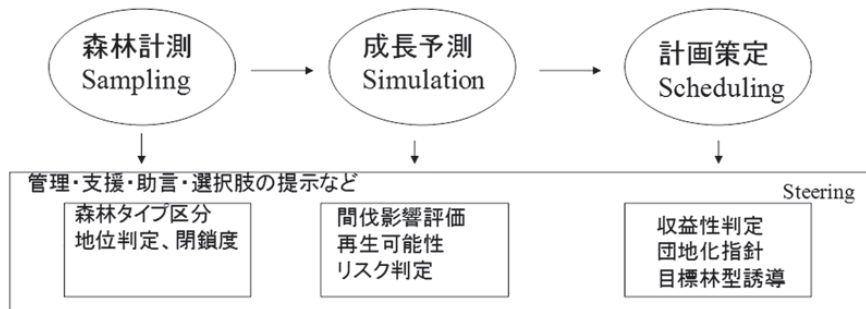 森林計測
Sampling
成長予測
Simulation
計画策定
Scheduling
管理・支援・助言・選択肢の提示など
Steering
森林タイプ区分
地位判定、閉鎖度
間伐影響評価
再生可能性
リスク判定
収益性判定
団地化指針
目標林型誘導